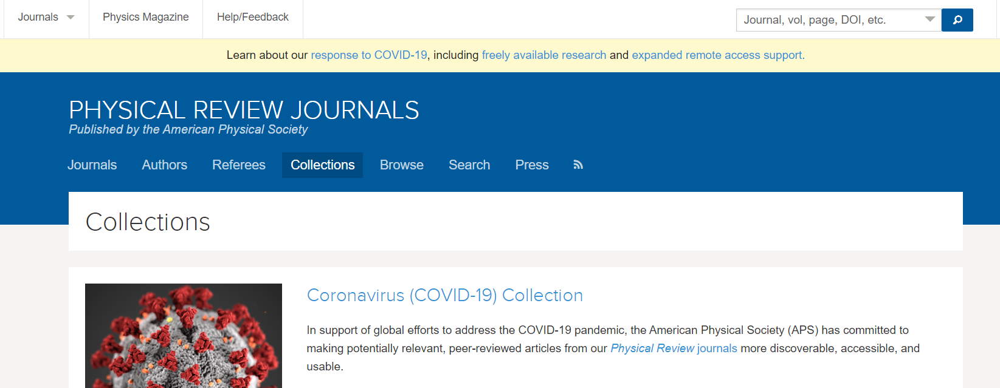 Journals
Physics Magazine
Help/Feedback
Journal, vol, page, DOI, etc.
Learn about our response to COVID-19, including freely available research and expanded remote access support.
PHYSICAL REVIEW JOURNALS
Published by the American Physical Society
Journals
Authors
Referees
Collections
Browse
Search
Press
Collections
Coronavirus (COVID-19) Collection
In support of global efforts to address the COVID-19 pandemic, the American Physical Society (APS) has committed to
making potentially relevant, peer-reviewed articles from our Physical Review journals more discoverable, accessible, and
usable.